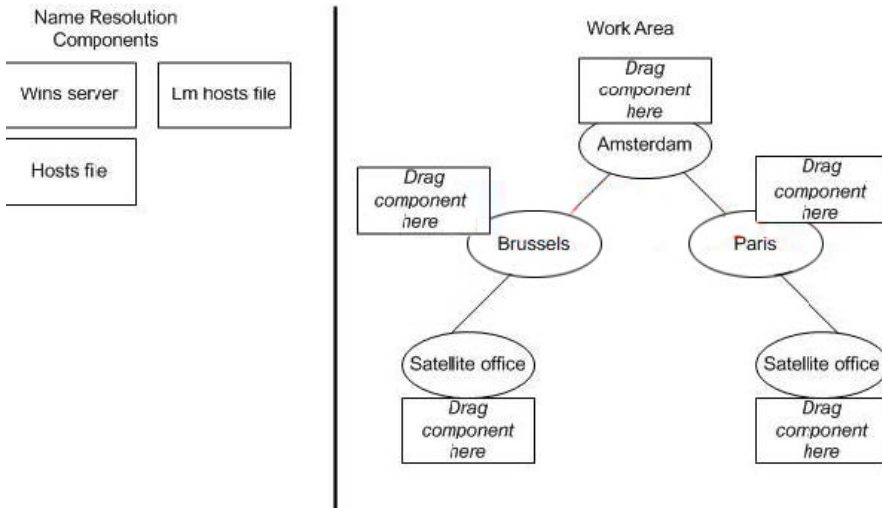 Name Resolution
Components
Wins server
Lm hosts file
Hosts file
Work Area
Drag
component
here
Amsterdam
Drag
component
here
Brussels
Drag
component
here
Paris
Satellite office
Drag
component
here
Satellite office
Drag
component
here